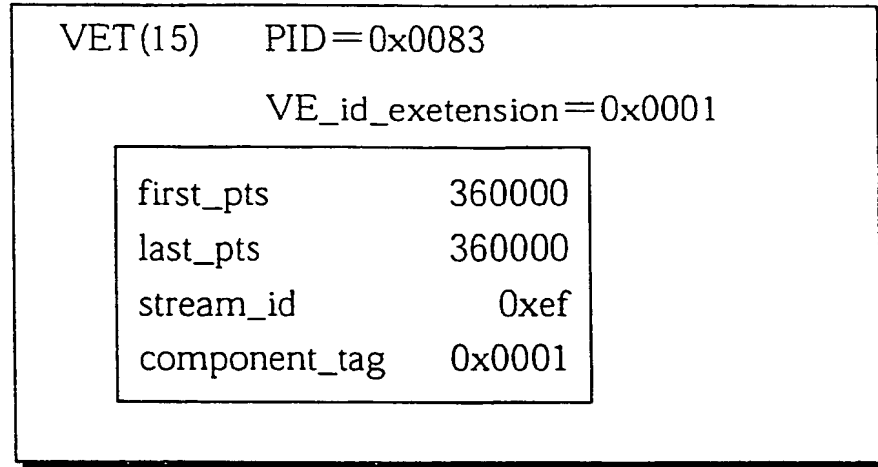 VET(15) PID=0x0083
VE_id_exetension=0x0001
first_pts 360000
last_pts 360000
stream_id 0xef
component_tag 0x0001